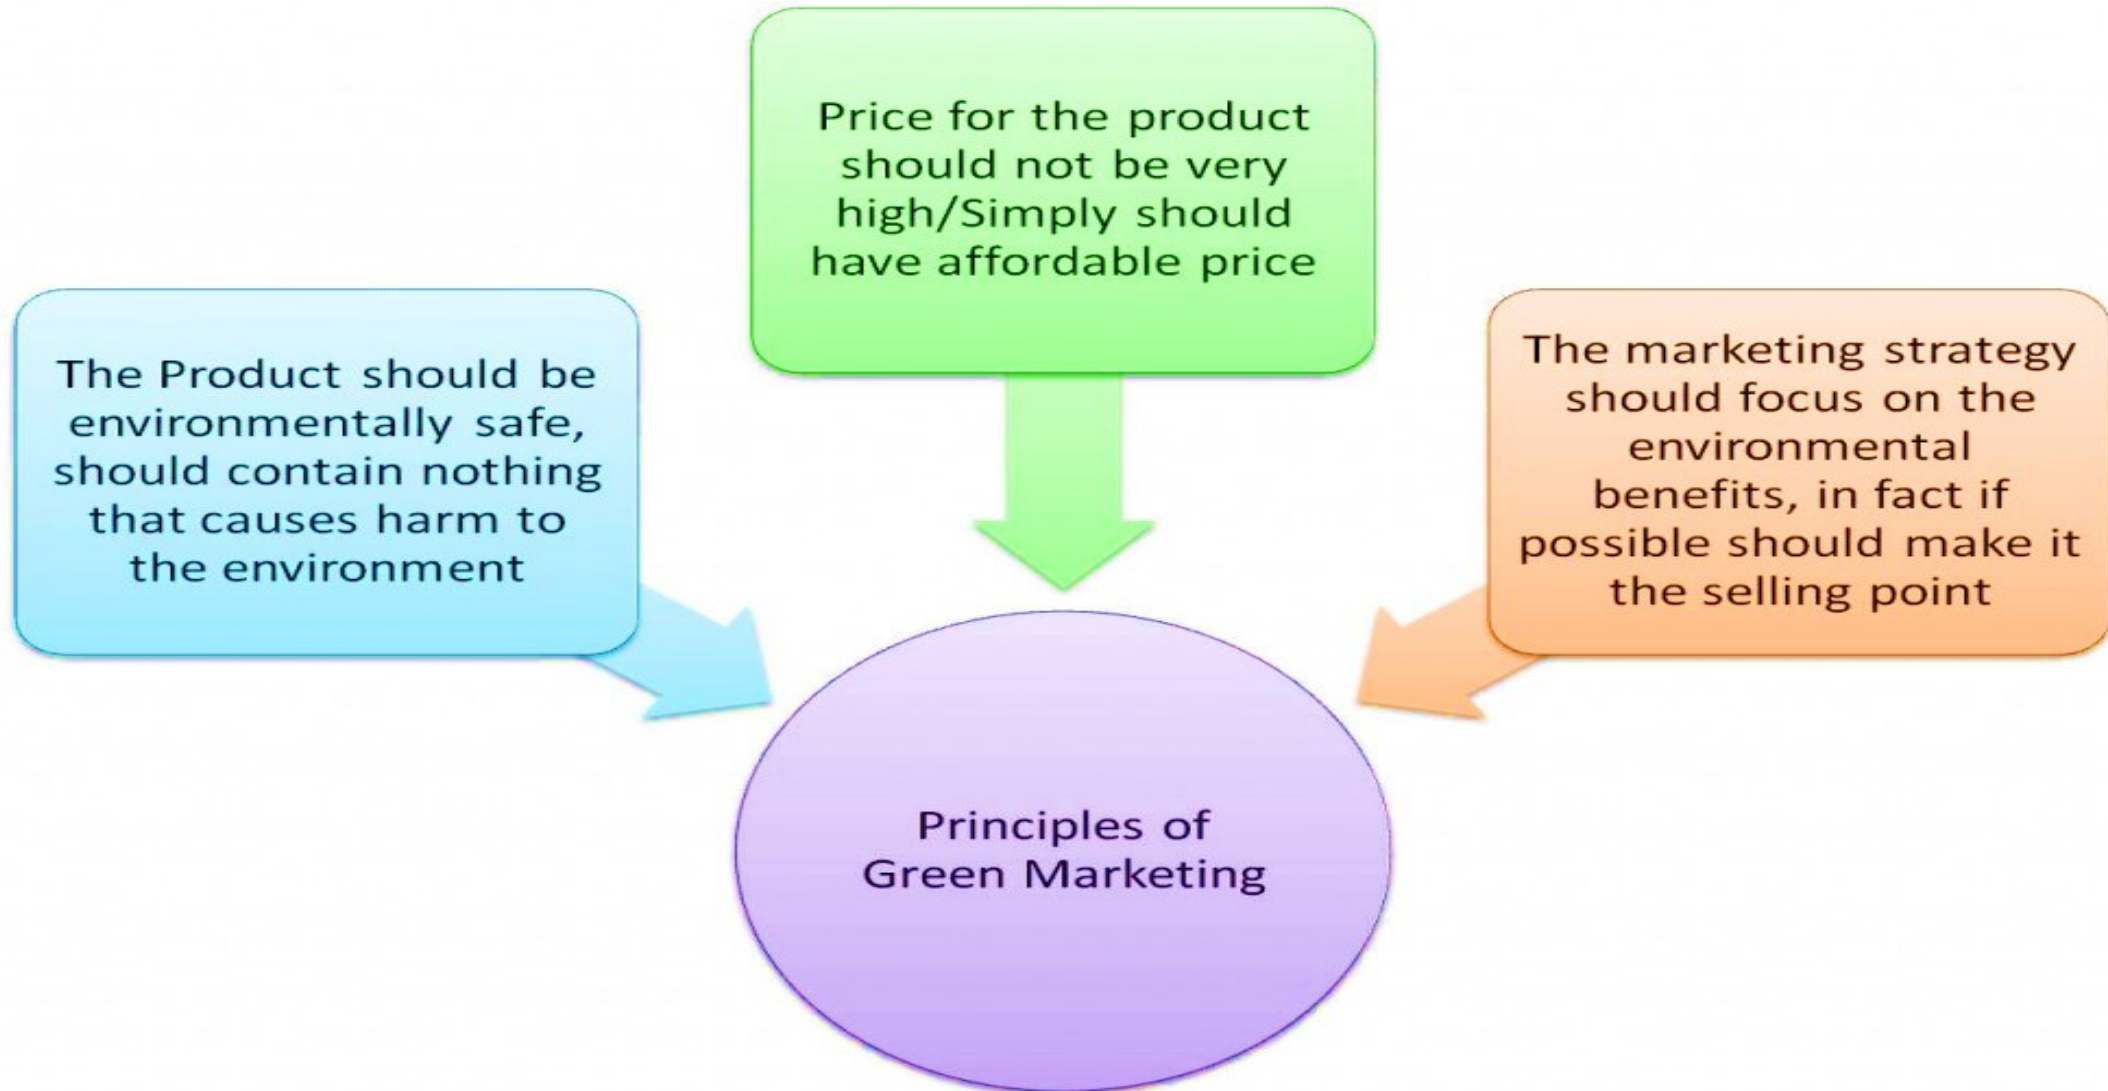 Price for the product
should not be very
high/Simply should
have affordable price
The Product should be
environmentally safe,
should contain nothing
that causes harm to
the environment
The marketing strategy
should focus on the
environmental
benefits, in fact if
possible should make it
the selling point
Principles of
Green Marketing